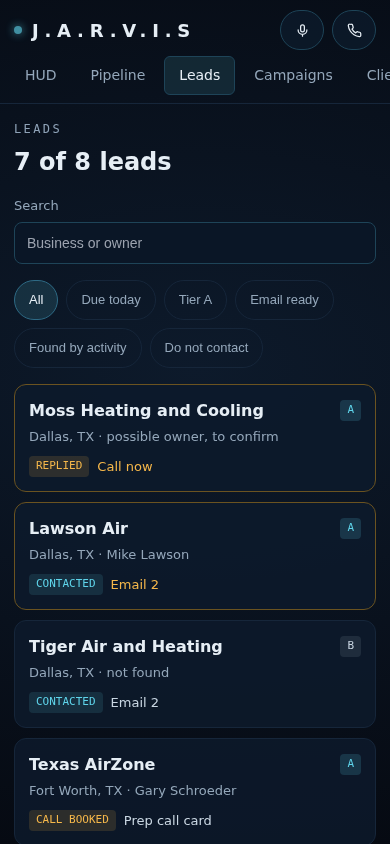 J.A.R.V.I.S
HUD Pipeline Leads Campaigns Clie
LEADS
7 of 8 leads
Search
Business or owner
All Due today Tier A Email ready
Found by activity Do not contact
Moss Heating and Cooling A
Dallas, TX · possible owner, to confirm
REPLIED Call now
Lawson Air A
Dallas, TX · Mike Lawson
CONTACTED Email 2
Tiger Air and Heating B
Dallas, TX · not found
CONTACTED Email 2
Texas AirZone A
Fort Worth, TX · Gary Schroeder
CALL BOOKED Prep call card